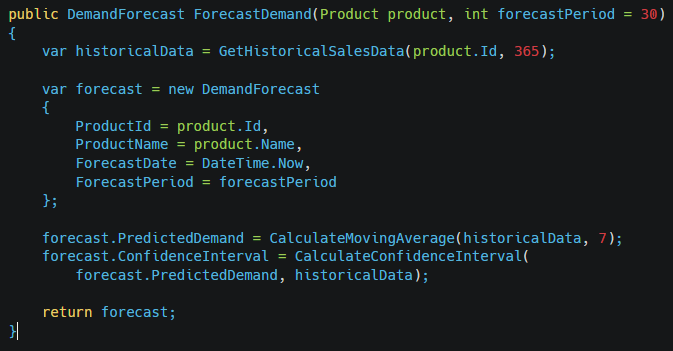 public DemandForecast ForecastDemand(Product product, int forecastPeriod = 30)
{
    var historicalData = GetHistoricalSalesData(product.Id, 365);

    var forecast = new DemandForecast
    {
        ProductId = product.Id,
        ProductName = product.Name,
        ForecastDate = DateTime.Now,
        ForecastPeriod = forecastPeriod
    };

    forecast.PredictedDemand = CalculateMovingAverage(historicalData, 7);
    forecast.ConfidenceInterval = CalculateConfidenceInterval(
        forecast.PredictedDemand, historicalData);

    return forecast;
}